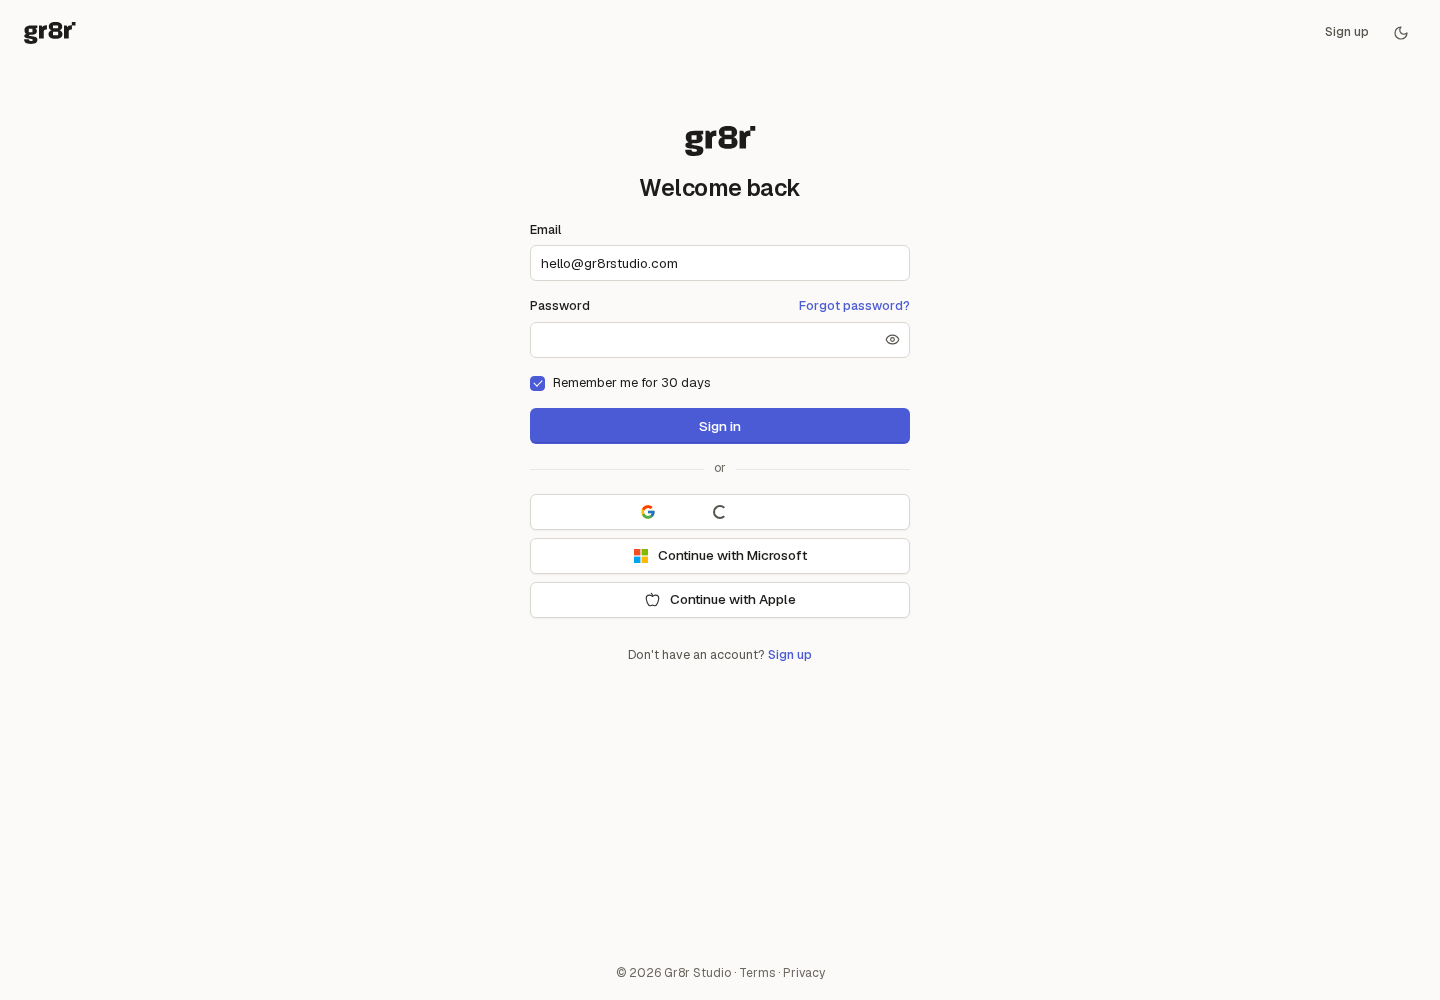 gr8r
Sign up
gr8r
Welcome back
Email
hello@gr8rstudio.com
Password
Forgot password?
Remember me for 30 days
Sign in
or
Continue with Microsoft
Continue with Apple
Don't have an account? Sign up
© 2026 Gr8r Studio · Terms · Privacy